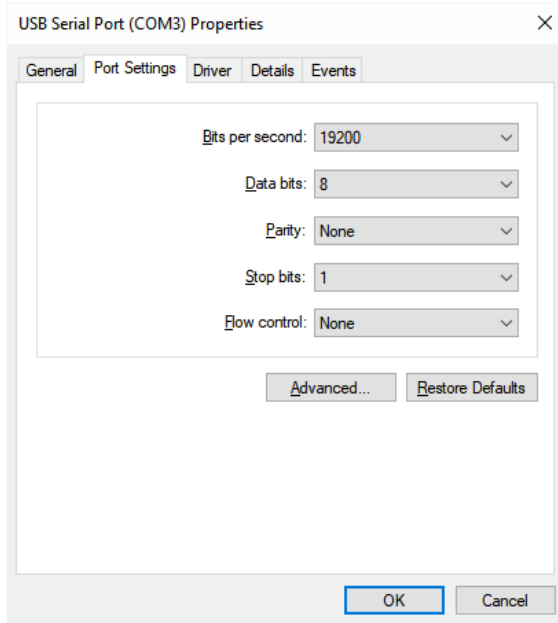 USB Serial Port (COM3) Properties
General Port Settings Driver Details Events
Bits per second: 19200
Data bits: 8
Parity: None
Stop bits: 1
Flow control: None
Advanced... Restore Defaults
OK Cancel